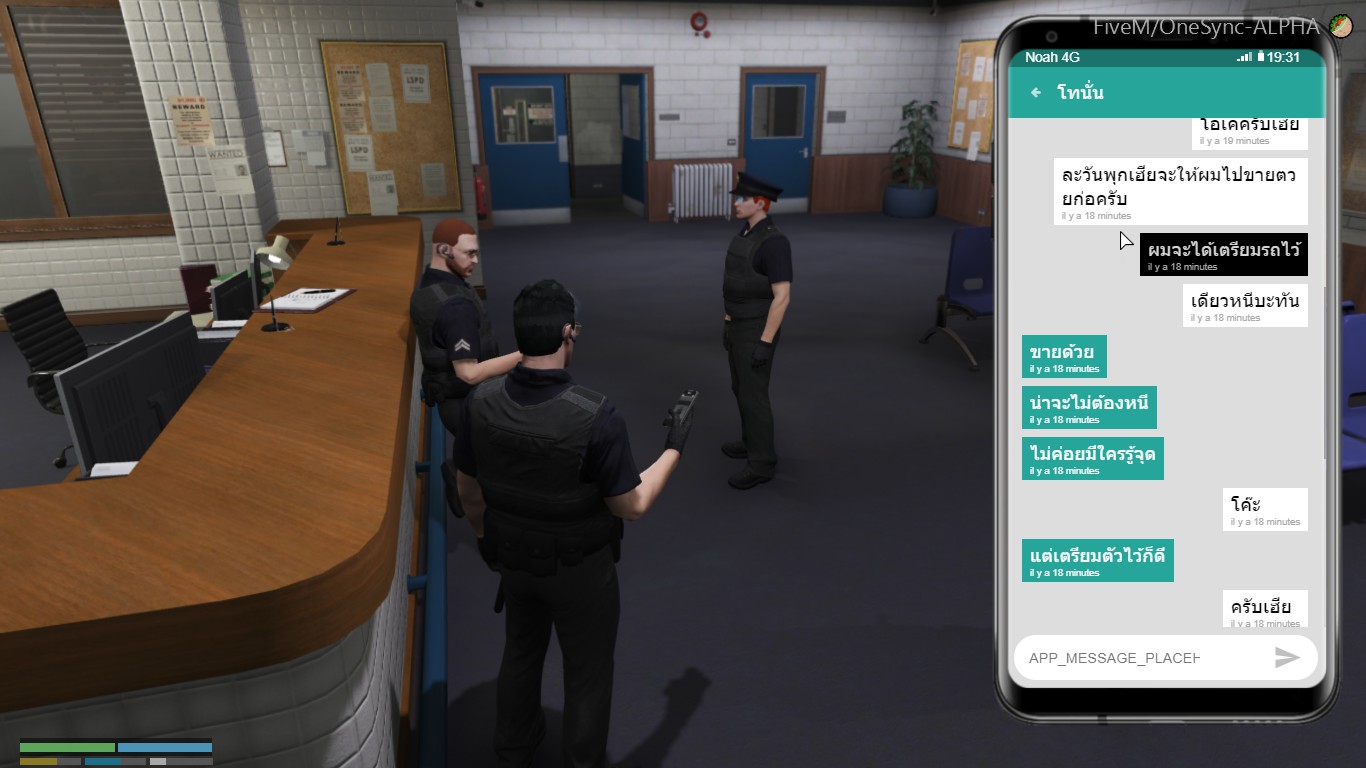 FiveM/OneSync-ALPHA
Noah 4G
19:31
โทนั่น
โอเคครับเฮีย
il y a 19 minutes
ละวันพุกเฮียจะให้ผมไปขายตว
ยก่อครับ
il y a 18 minutes
ผมจะได้เตรียมรถไว้
il y a 18 minutes
เดียวหนีบะทัน
il y a 18 minutes
ขายด้วย
il y a 18 minutes
น่าจะไม่ต้องหนี
il y a 18 minutes
ไม่ค่อยมีใครรู้จุด
il y a 18 minutes
โค๊ะ
il y a 18 minutes
แต่เตรียมตัวไว้ก็ดี
il y a 18 minutes
ครับเฮีย
il y a 18 minutes
APP_MESSAGE_PLACEH
REWARD
WANTED
LSPD
LSPD